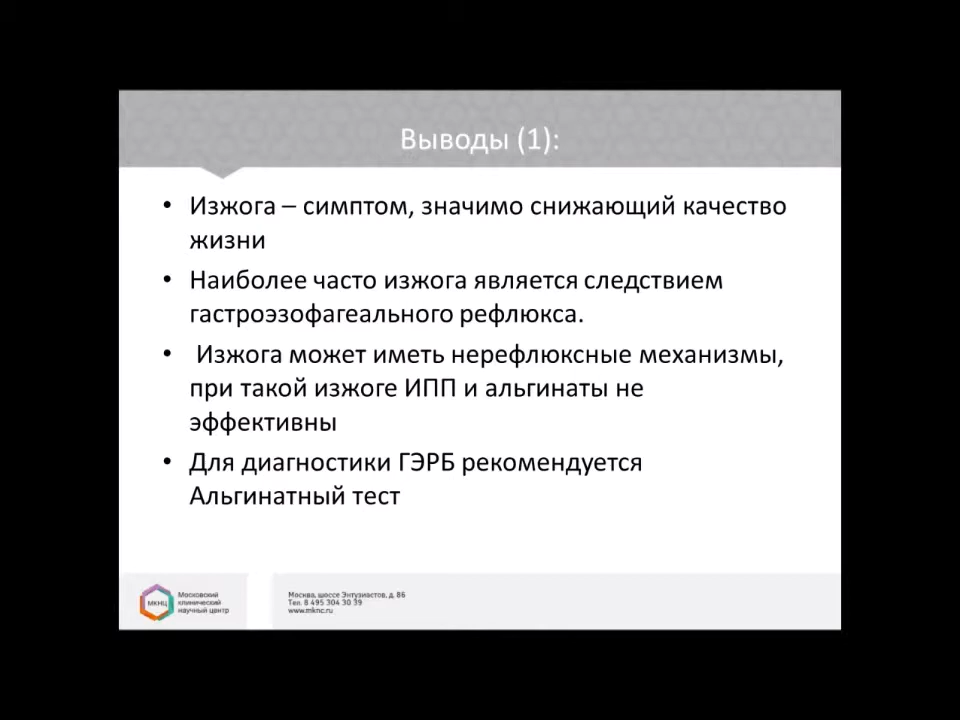 Выводы (1):
• Изжога – симптом, значимо снижающий качество
жизни
• Наиболее часто изжога является следствием
гастроэзофагеального рефлюкса.
• Изжога может иметь нерефлюксные механизмы,
при такой изжоге ИПП и альгинаты не
эффективны
• Для диагностики ГЭРБ рекомендуется
Альгинатный тест
МКНЦ
Московский
клинический
научный центр
Москва, шоссе Энтузиастов, д. 86
Тел. 8 495 304 30 39
www.mknc.ru